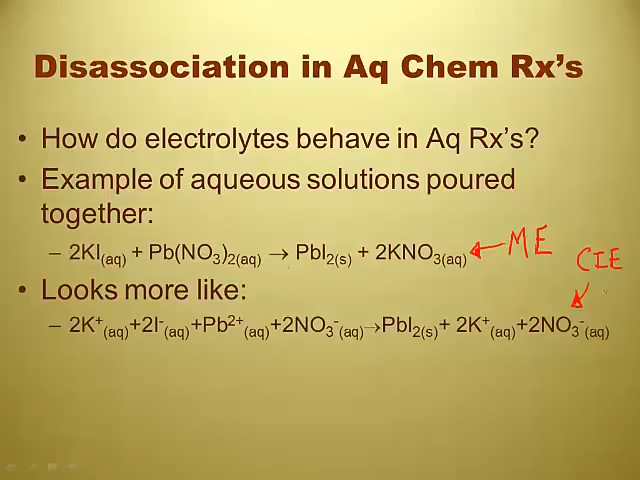 Disassociation in Aq Chem Rx's
• How do electrolytes behave in Aq Rx's?
• Example of aqueous solutions poured
together:
– 2KI(aq) + Pb(NO3)2(aq) → PbI2(s) + 2KNO3(aq) ← ME
CIE
• Looks more like:
– 2K+(aq)+2I-(aq)+Pb2+(aq)+2NO3-(aq)→PbI2(s)+ 2K+(aq)+2NO3-(aq)